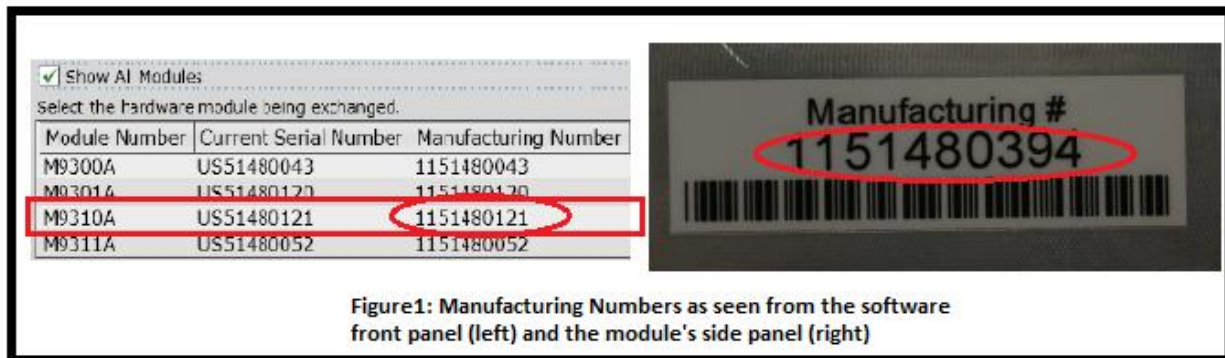 Show All Modules
Select the hardware module being exchanged.
Module Number Current Serial Number Manufacturing Number
M9300A US51480043 1151480043
M9301A US51480120 1151480120
M9310A US51480121 1151480121
M9311A US51480052 1151480052
Manufacturing #
1151480394
Figure1: Manufacturing Numbers as seen from the software
front panel (left) and the module's side panel (right)